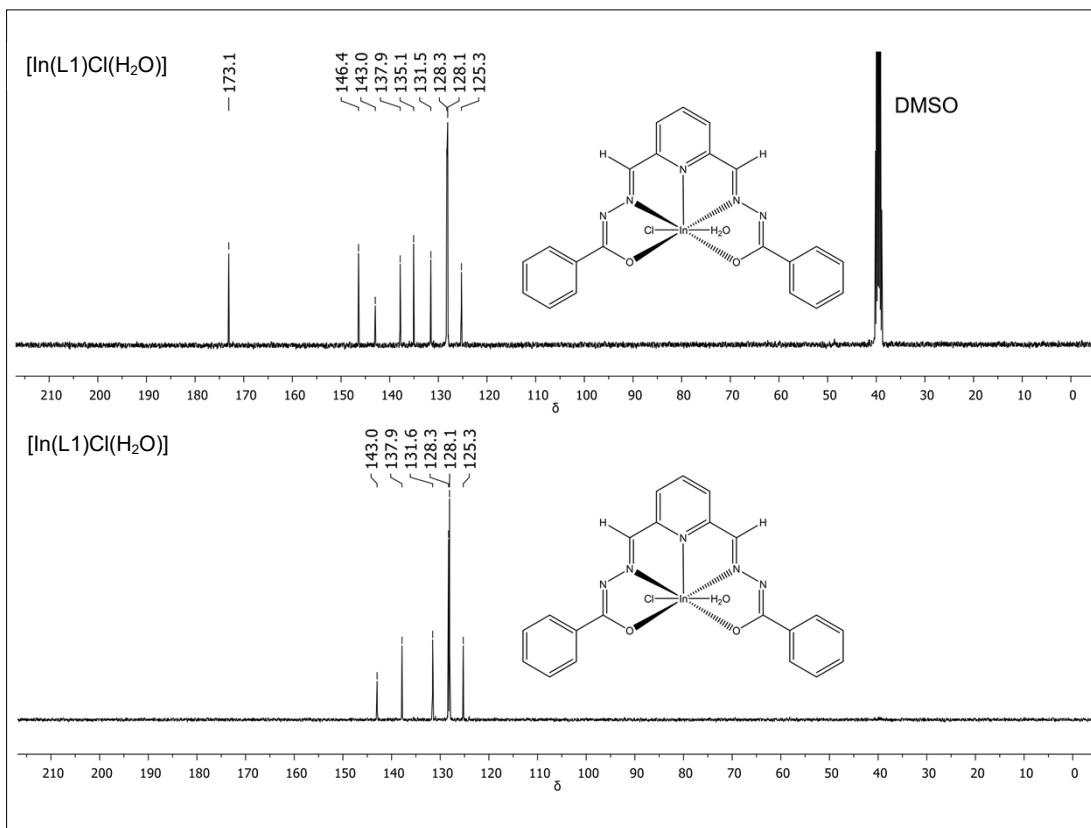 [In(L1)Cl(H₂O)]
173.1
146.4
143.0
137.9
135.1
131.5
128.3
128.1
125.3
DMSO
H
H
N
N
N
N
N
Cl
In
H₂O
O
O
210 200 190 180 170 160 150 140 130 120 110 100 90 80 70 60 50 40 30 20 10 0
δ
[In(L1)Cl(H₂O)]
143.0
137.9
131.6
128.3
128.1
125.3
H
H
N
N
N
N
N
Cl
In
H₂O
O
O
210 200 190 180 170 160 150 140 130 120 110 100 90 80 70 60 50 40 30 20 10 0
δ